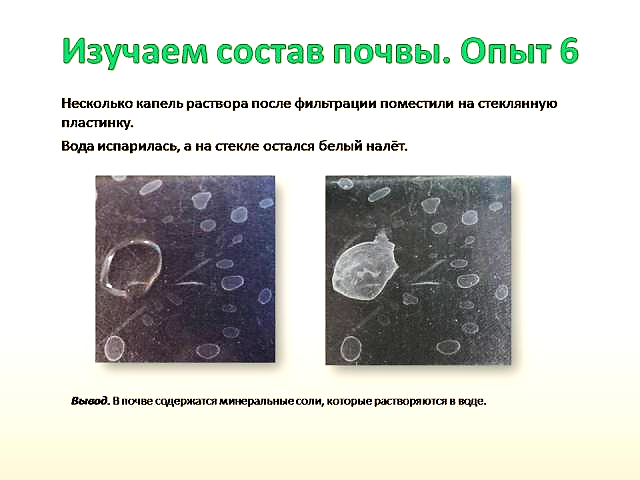 Изучаем состав почвы. Опыт 6
Несколько капель раствора после фильтрации поместили на стеклянную
пластинку.
Вода испарилась, а на стекле остался белый налёт.
Вывод. В почве содержатся минеральные соли, которые растворяются в воде.